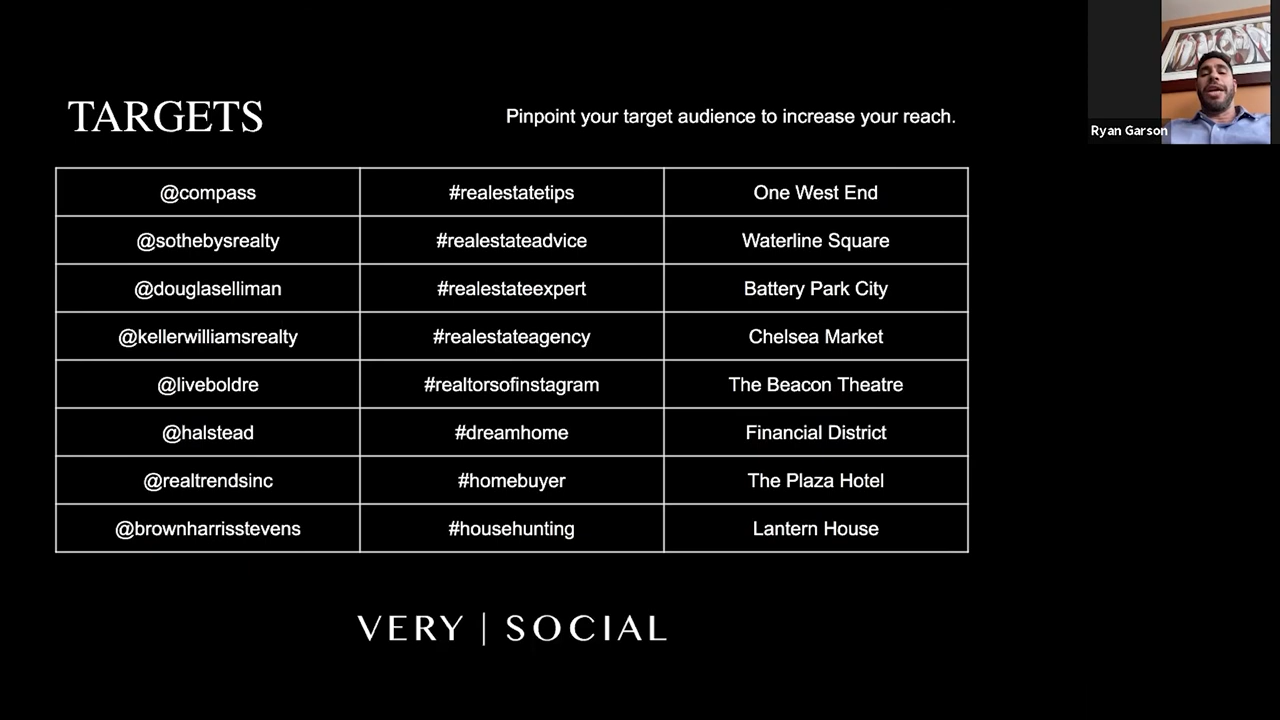 TARGETS
Pinpoint your target audience to increase your reach.
Ryan Garson
@compass #realestatetips One West End
@sothebysrealty #realestateadvice Waterline Square
@douglaselliman #realestateexpert Battery Park City
@kellerwilliamsrealty #realestateagency Chelsea Market
@liveboldre #realtorsofinstagram The Beacon Theatre
@halstead #dreamhome Financial District
@realtrendsinc #homebuyer The Plaza Hotel
@brownharrisstevens #househunting Lantern House
VERY | SOCIAL